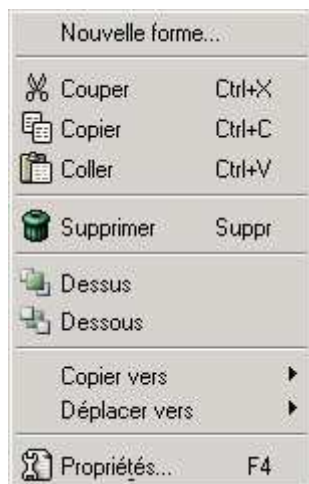 Nouvelle forme...
Couper Ctrl+X
Copier Ctrl+C
Coller Ctrl+V
Supprimer Suppr
Dessus
Dessous
Copier vers
Déplacer vers
Propriétés... F4